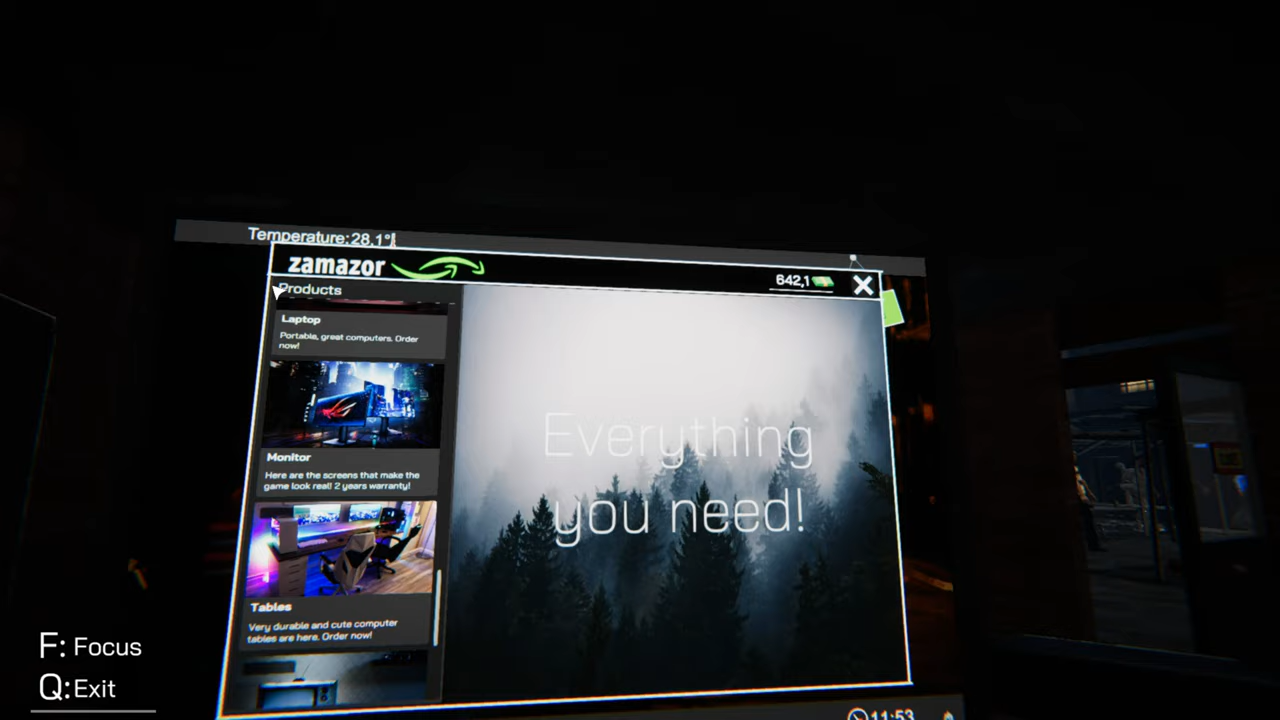 Temperature:28,1°
zamazor
642,1
Products
Laptop
Portable, great computers. Order
now!
Monitor
Here are the screens that make the
game look real! 2 years warranty!
Tables
Very durable and cute computer
tables are here. Order now!
Everything
you need!
F: Focus
Q: Exit
11:53